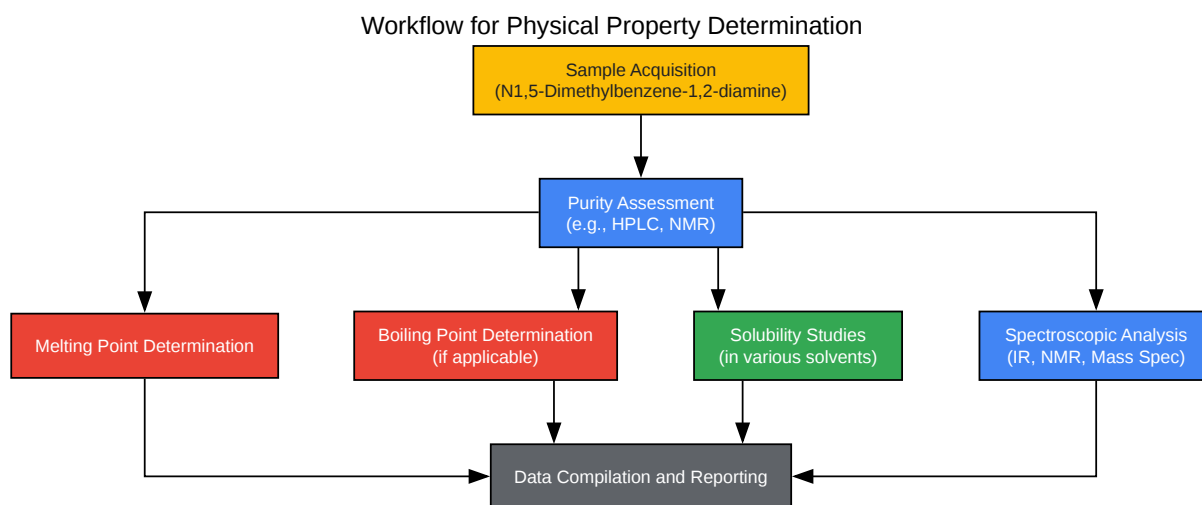 Workflow for Physical Property Determination
Sample Acquisition
(N1,5-Dimethylbenzene-1,2-diamine)
Purity Assessment
(e.g., HPLC, NMR)
Melting Point Determination
Boiling Point Determination
(if applicable)
Solubility Studies
(in various solvents)
Spectroscopic Analysis
(IR, NMR, Mass Spec)
Data Compilation and Reporting